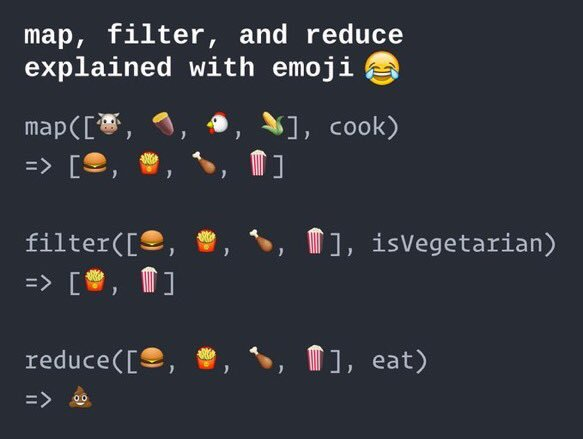 map, filter, and reduce
explained with emoji 😂
map([🐮, 🍠, 🐔, 🌽], cook)
=> [🍔, 🍟, 🍗, 🍿]
filter([🍔, 🍟, 🍗, 🍿], isVegetarian)
=> [🍟, 🍿]
reduce([🍔, 🍟, 🍗, 🍿], eat)
=> 💩